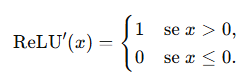 ReLU′(x) = { 1 se x > 0,
0 se x ≤ 0.